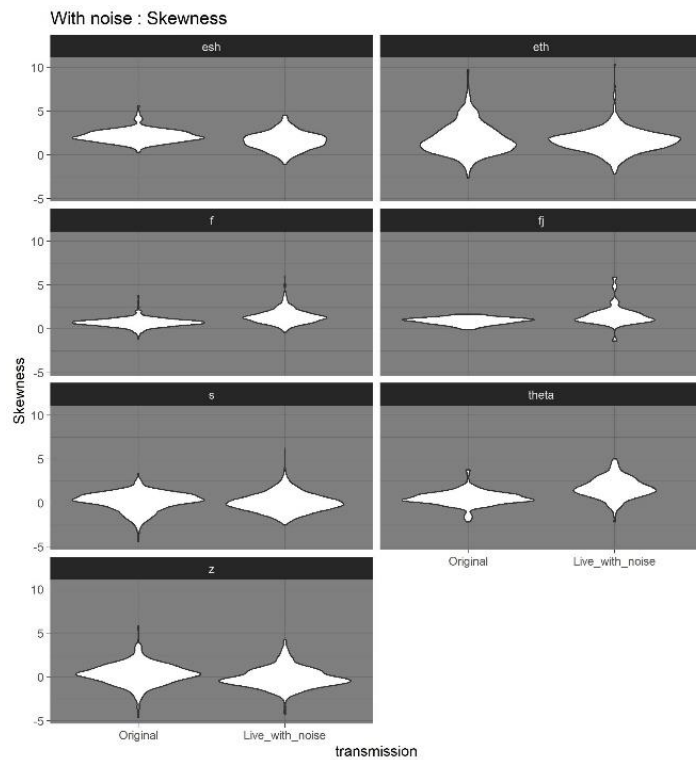 With noise : Skewness
esh
eth
10
5
0
-5
f
fj
10
5
0
-5
s
theta
10
5
0
-5
Original
Live_with_noise
z
10
5
0
-5
Original
Live_with_noise
Skewness
transmission